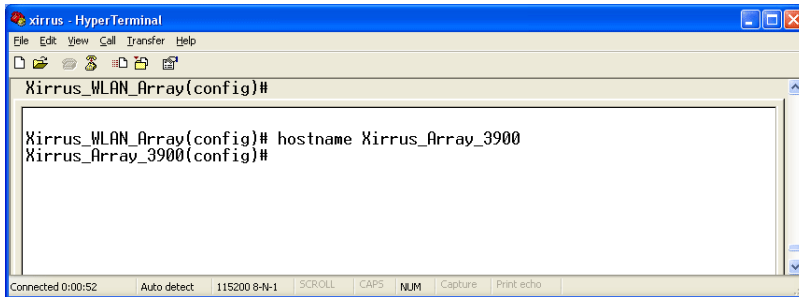 xirrus - HyperTerminal
File Edit View Call Transfer Help
Xirrus_WLAN_Array(config)#
Xirrus_WLAN_Array(config)# hostname Xirrus_Array_3900
Xirrus_Array_3900(config)#
Connected 0:00:52 Auto detect 115200 8-N-1 SCROLL CAPS NUM Capture Print echo